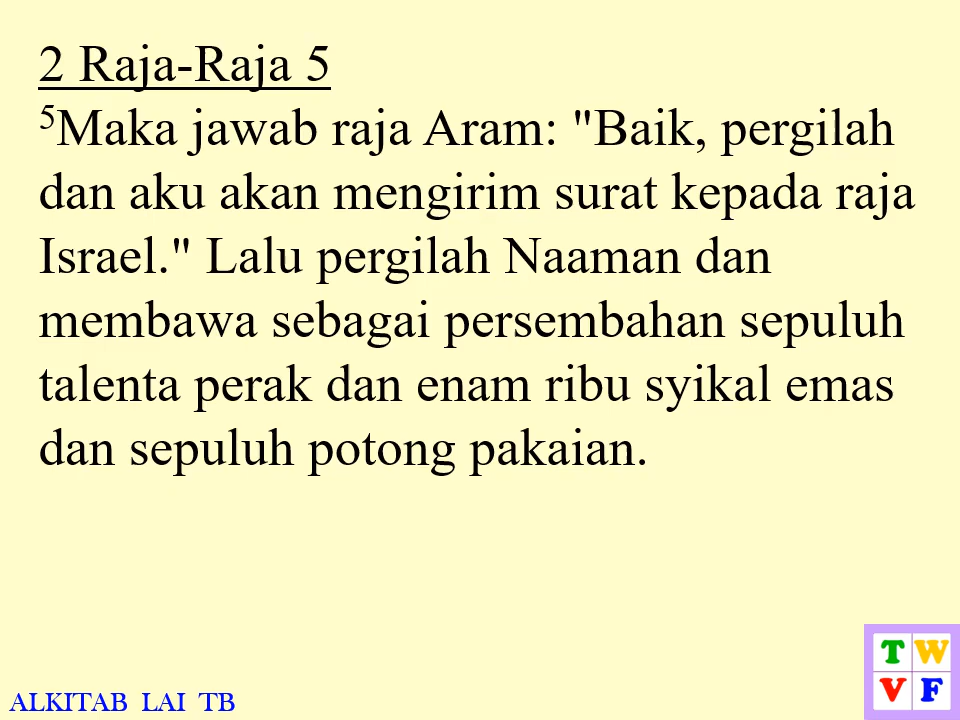 2 Raja-Raja 5
5Maka jawab raja Aram: "Baik, pergilah
dan aku akan mengirim surat kepada raja
Israel." Lalu pergilah Naaman dan
membawa sebagai persembahan sepuluh
talenta perak dan enam ribu syikal emas
dan sepuluh potong pakaian.
T W
V F
ALKITAB LAI TB